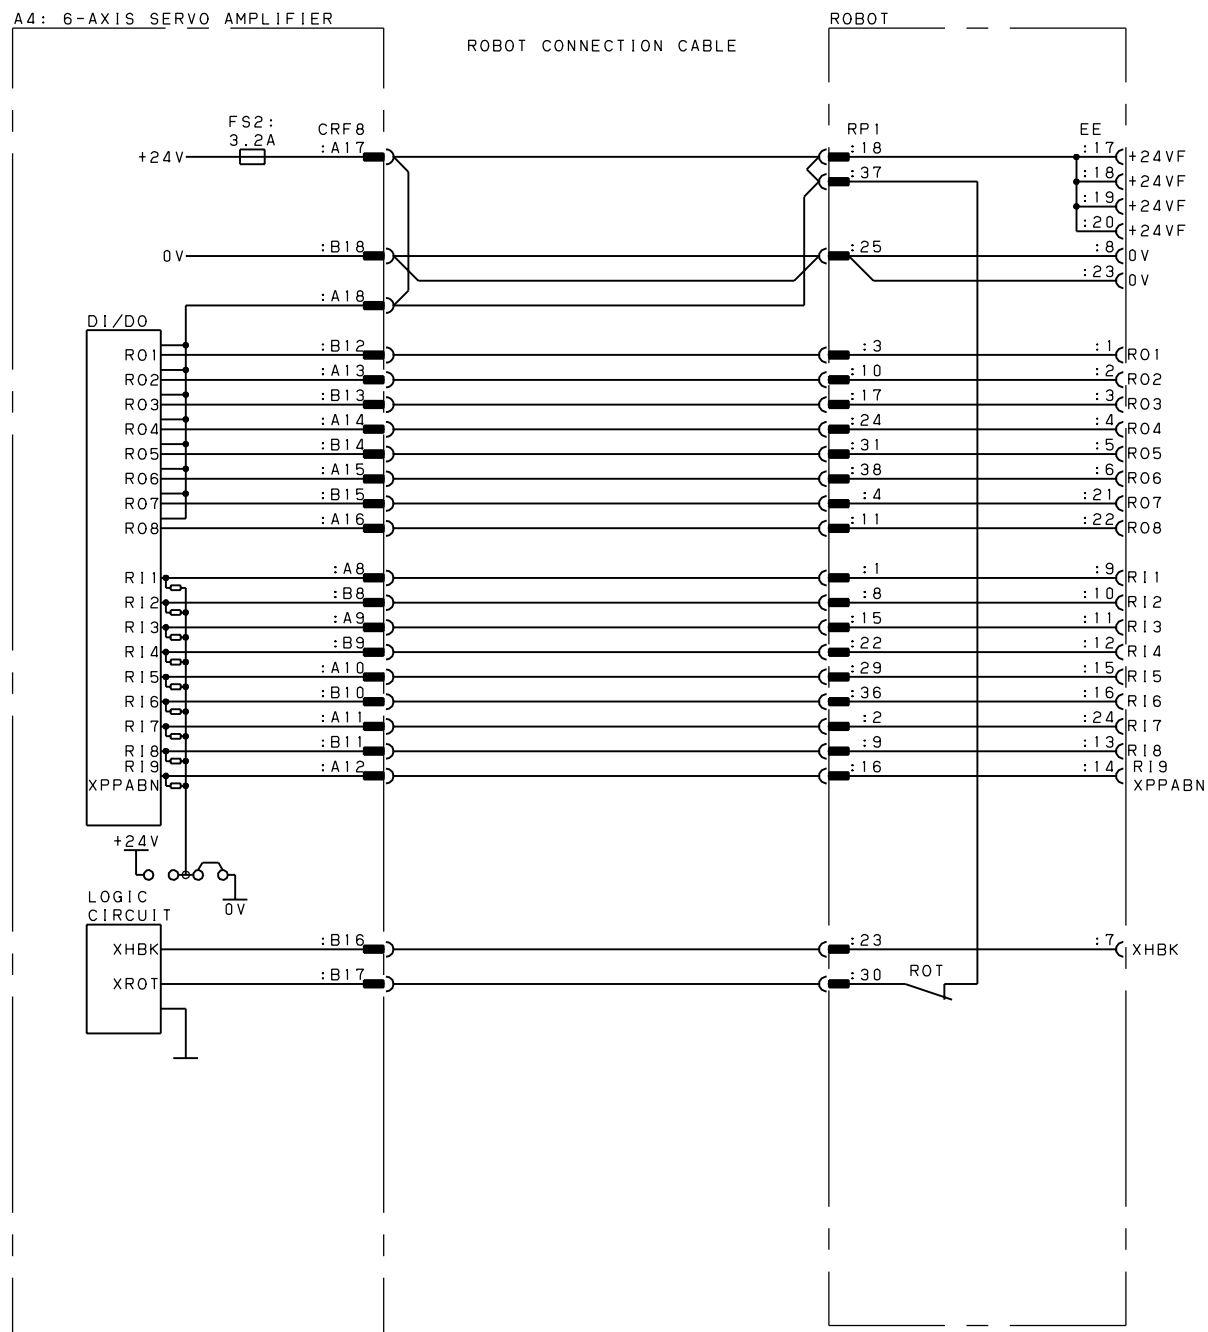 A4: 6-AXIS SERVO AMPLIFIER
ROBOT
ROBOT CONNECTION CABLE
FS2:
3.2A
CRF8
RP1
EE
+24V :A17 :18 :17 +24VF
:37 :18 +24VF
:19 +24VF
:20 +24VF
0V :B18 :25 :8 0V
:23 0V
:A18
DI/DO
RO1 :B12 :3 :1 RO1
RO2 :A13 :10 :2 RO2
RO3 :B13 :17 :3 RO3
RO4 :A14 :24 :4 RO4
RO5 :B14 :31 :5 RO5
RO6 :A15 :38 :6 RO6
RO7 :B15 :4 :21 RO7
RO8 :A16 :11 :22 RO8
RI1 :A8 :1 :9 RI1
RI2 :B8 :8 :10 RI2
RI3 :A9 :15 :11 RI3
RI4 :B9 :22 :12 RI4
RI5 :A10 :29 :15 RI5
RI6 :B10 :36 :16 RI6
RI7 :A11 :2 :24 RI7
RI8 :B11 :9 :13 RI8
RI9 :A12 :16 :14 RI9
XPPABN XPPABN
+24V
0V
LOGIC
CIRCUIT
XHBK :B16 :23 :7 XHBK
XROT :B17 :30 ROT